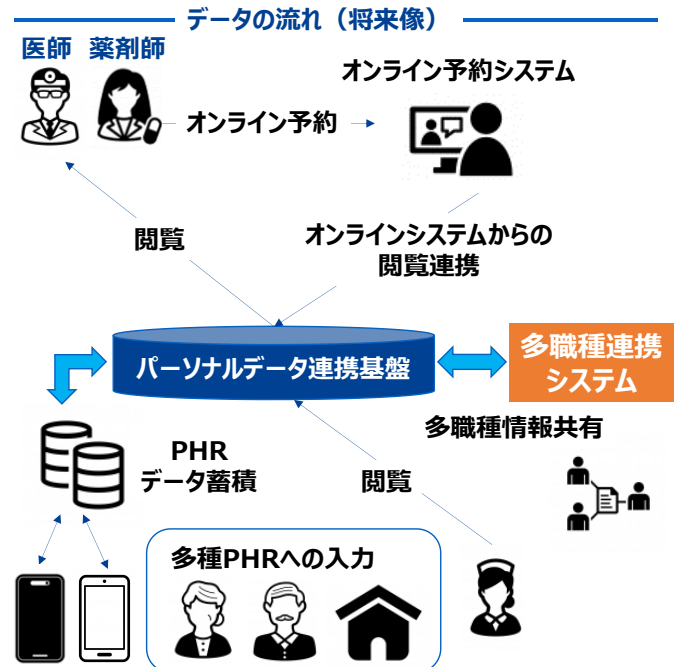 データの流れ（将来像）
医師 薬剤師
オンライン予約システム
オンライン予約
閲覧
オンラインシステムからの
閲覧連携
パーソナルデータ連携基盤
多職種連携
システム
多職種情報共有
PHR
データ蓄積
閲覧
多種PHRへの入力